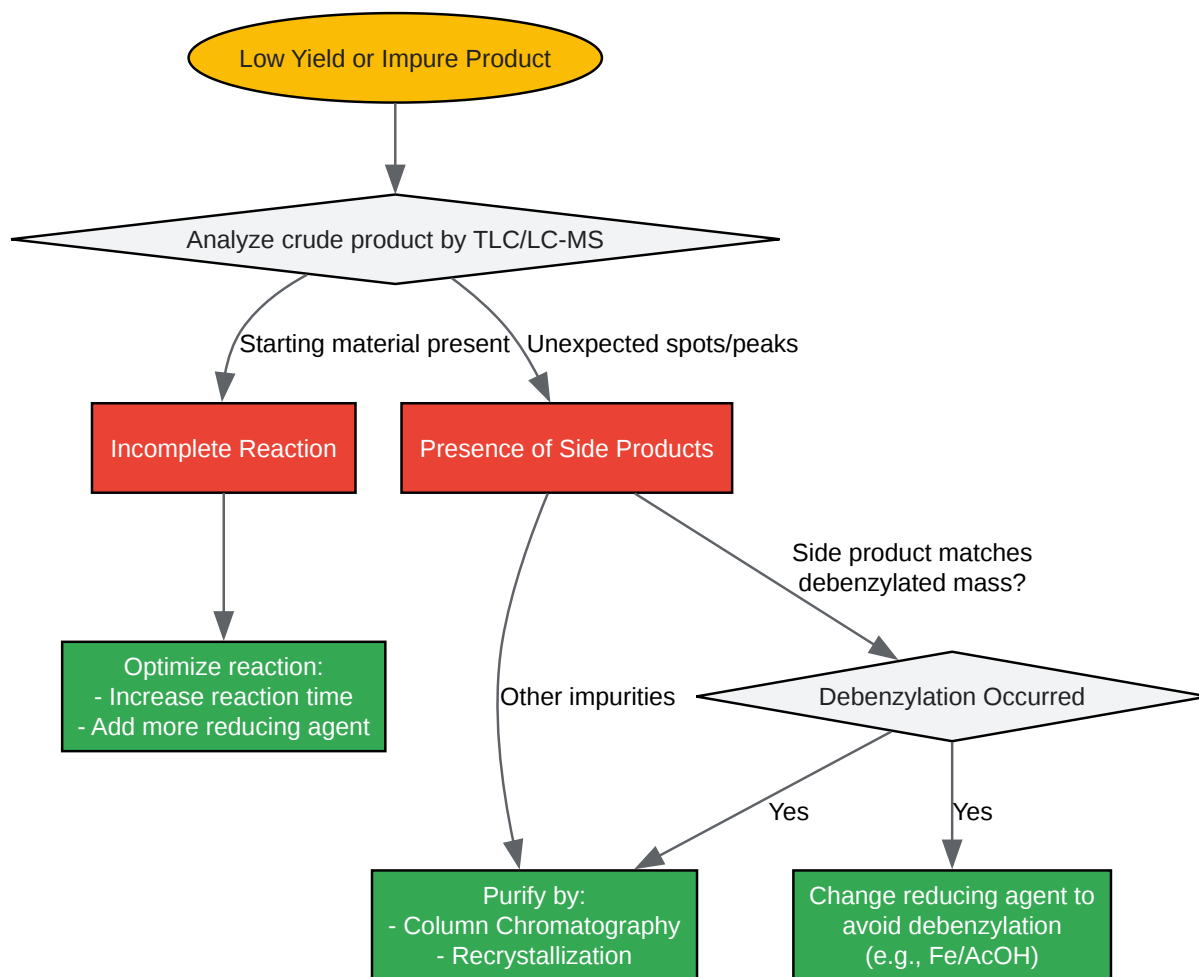 Low Yield or Impure Product
Analyze crude product by TLC/LC-MS
Starting material present
Unexpected spots/peaks
Incomplete Reaction
Presence of Side Products
Side product matches
debenzylated mass?
Optimize reaction:
- Increase reaction time
- Add more reducing agent
Other impurities
Debenzylation Occurred
Yes
Yes
Purify by:
- Column Chromatography
- Recrystallization
Change reducing agent to
avoid debenzylation
(e.g., Fe/AcOH)